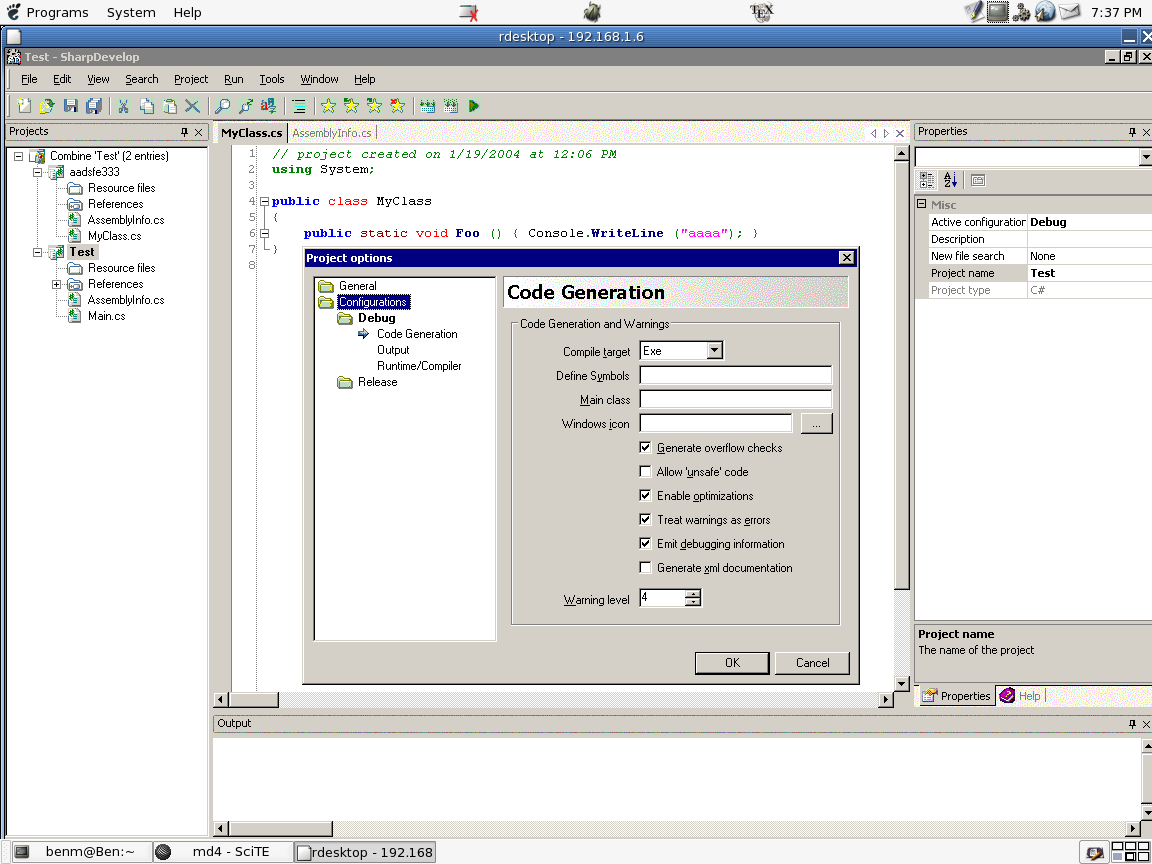 Programs System Help
TEX
7:37 PM
rdesktop - 192.168.1.6
Test - SharpDevelop
File Edit View Search Project Run Tools Window Help
Projects
Combine 'Test' (2 entries)
aadsfe333
Resource files
References
AssemblyInfo.cs
MyClass.cs
Test
Resource files
References
AssemblyInfo.cs
Main.cs
MyClass.cs AssemblyInfo.cs
1 // project created on 1/19/2004 at 12:06 PM
2 using System;
3
4 public class MyClass
5 {
6 public static void Foo () { Console.WriteLine ("aaaa"); }
7 }
8
Project options
General
Configurations
Debug
Code Generation
Output
Runtime/Compiler
Release
Code Generation
Code Generation and Warnings
Compile target Exe
Define Symbols
Main class
Windows icon ...
Generate overflow checks
Allow 'unsafe' code
Enable optimizations
Treat warnings as errors
Emit debugging information
Generate xml documentation
Warning level 4
OK Cancel
Properties
Misc
Active configuration Debug
Description
New file search None
Project name Test
Project type C#
Project name
The name of the project
Properties Help
Output
benm@Ben:~ md4 - SciTE rdesktop - 192.168